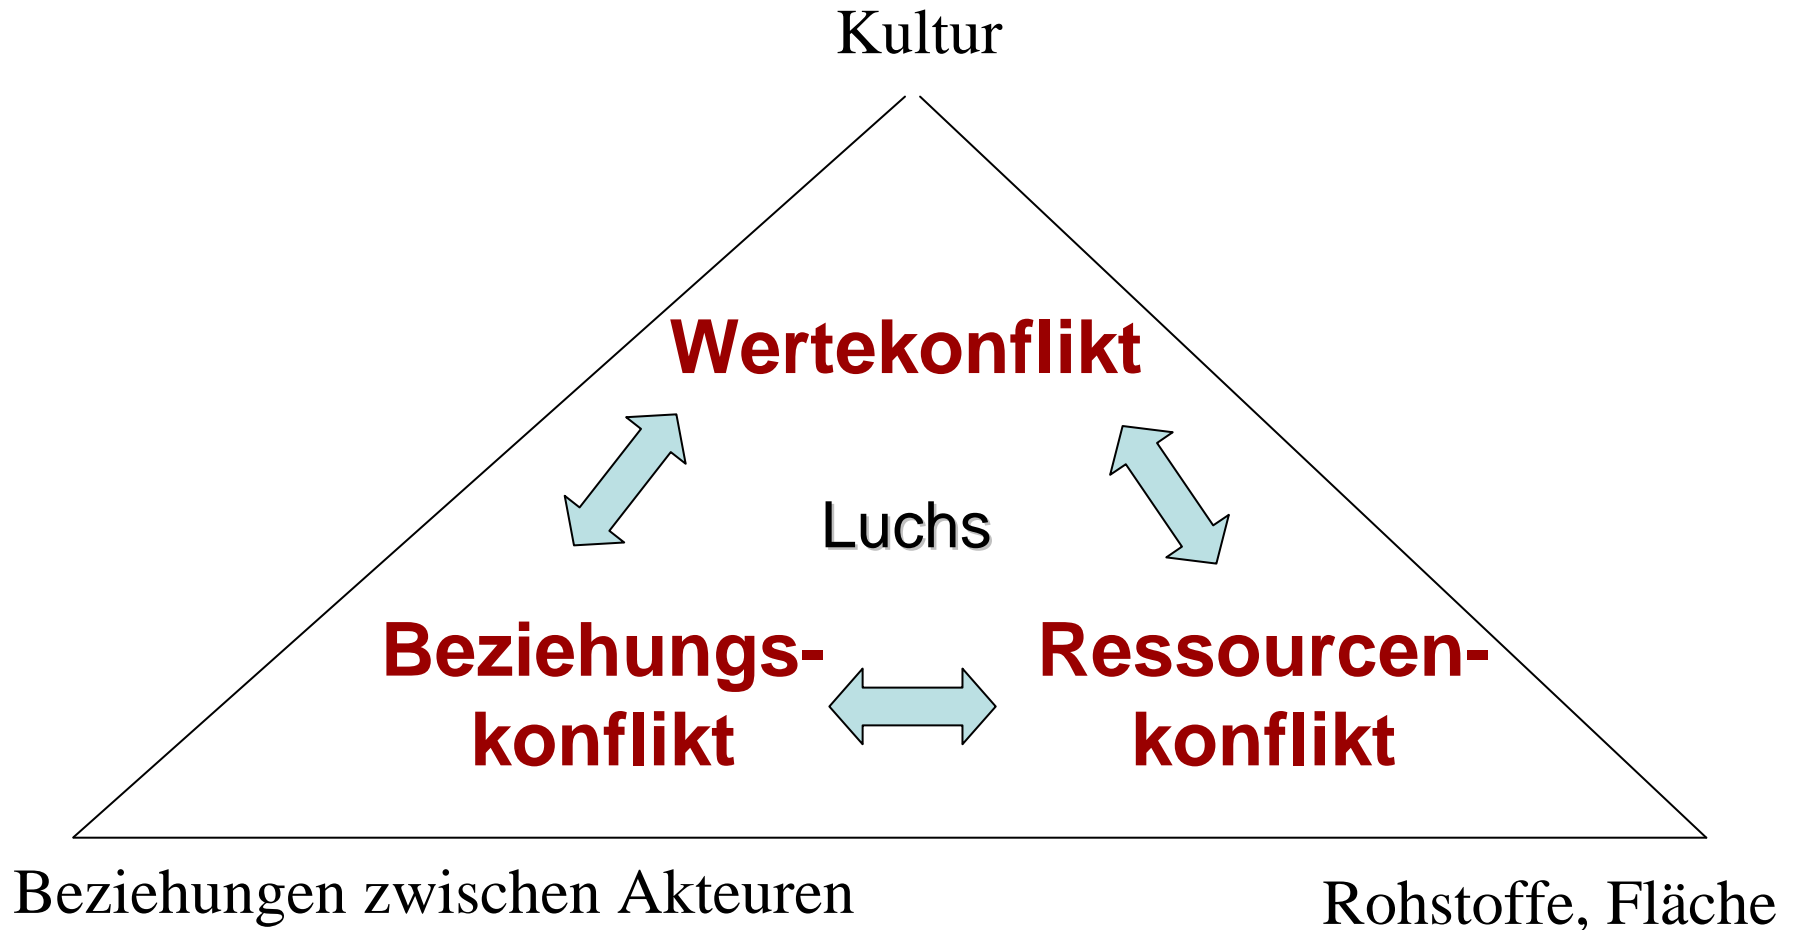 Kultur
Wertekonflikt
Luchs
Beziehungs-
konflikt
Ressourcen-
konflikt
Beziehungen zwischen Akteuren
Rohstoffe, Fläche